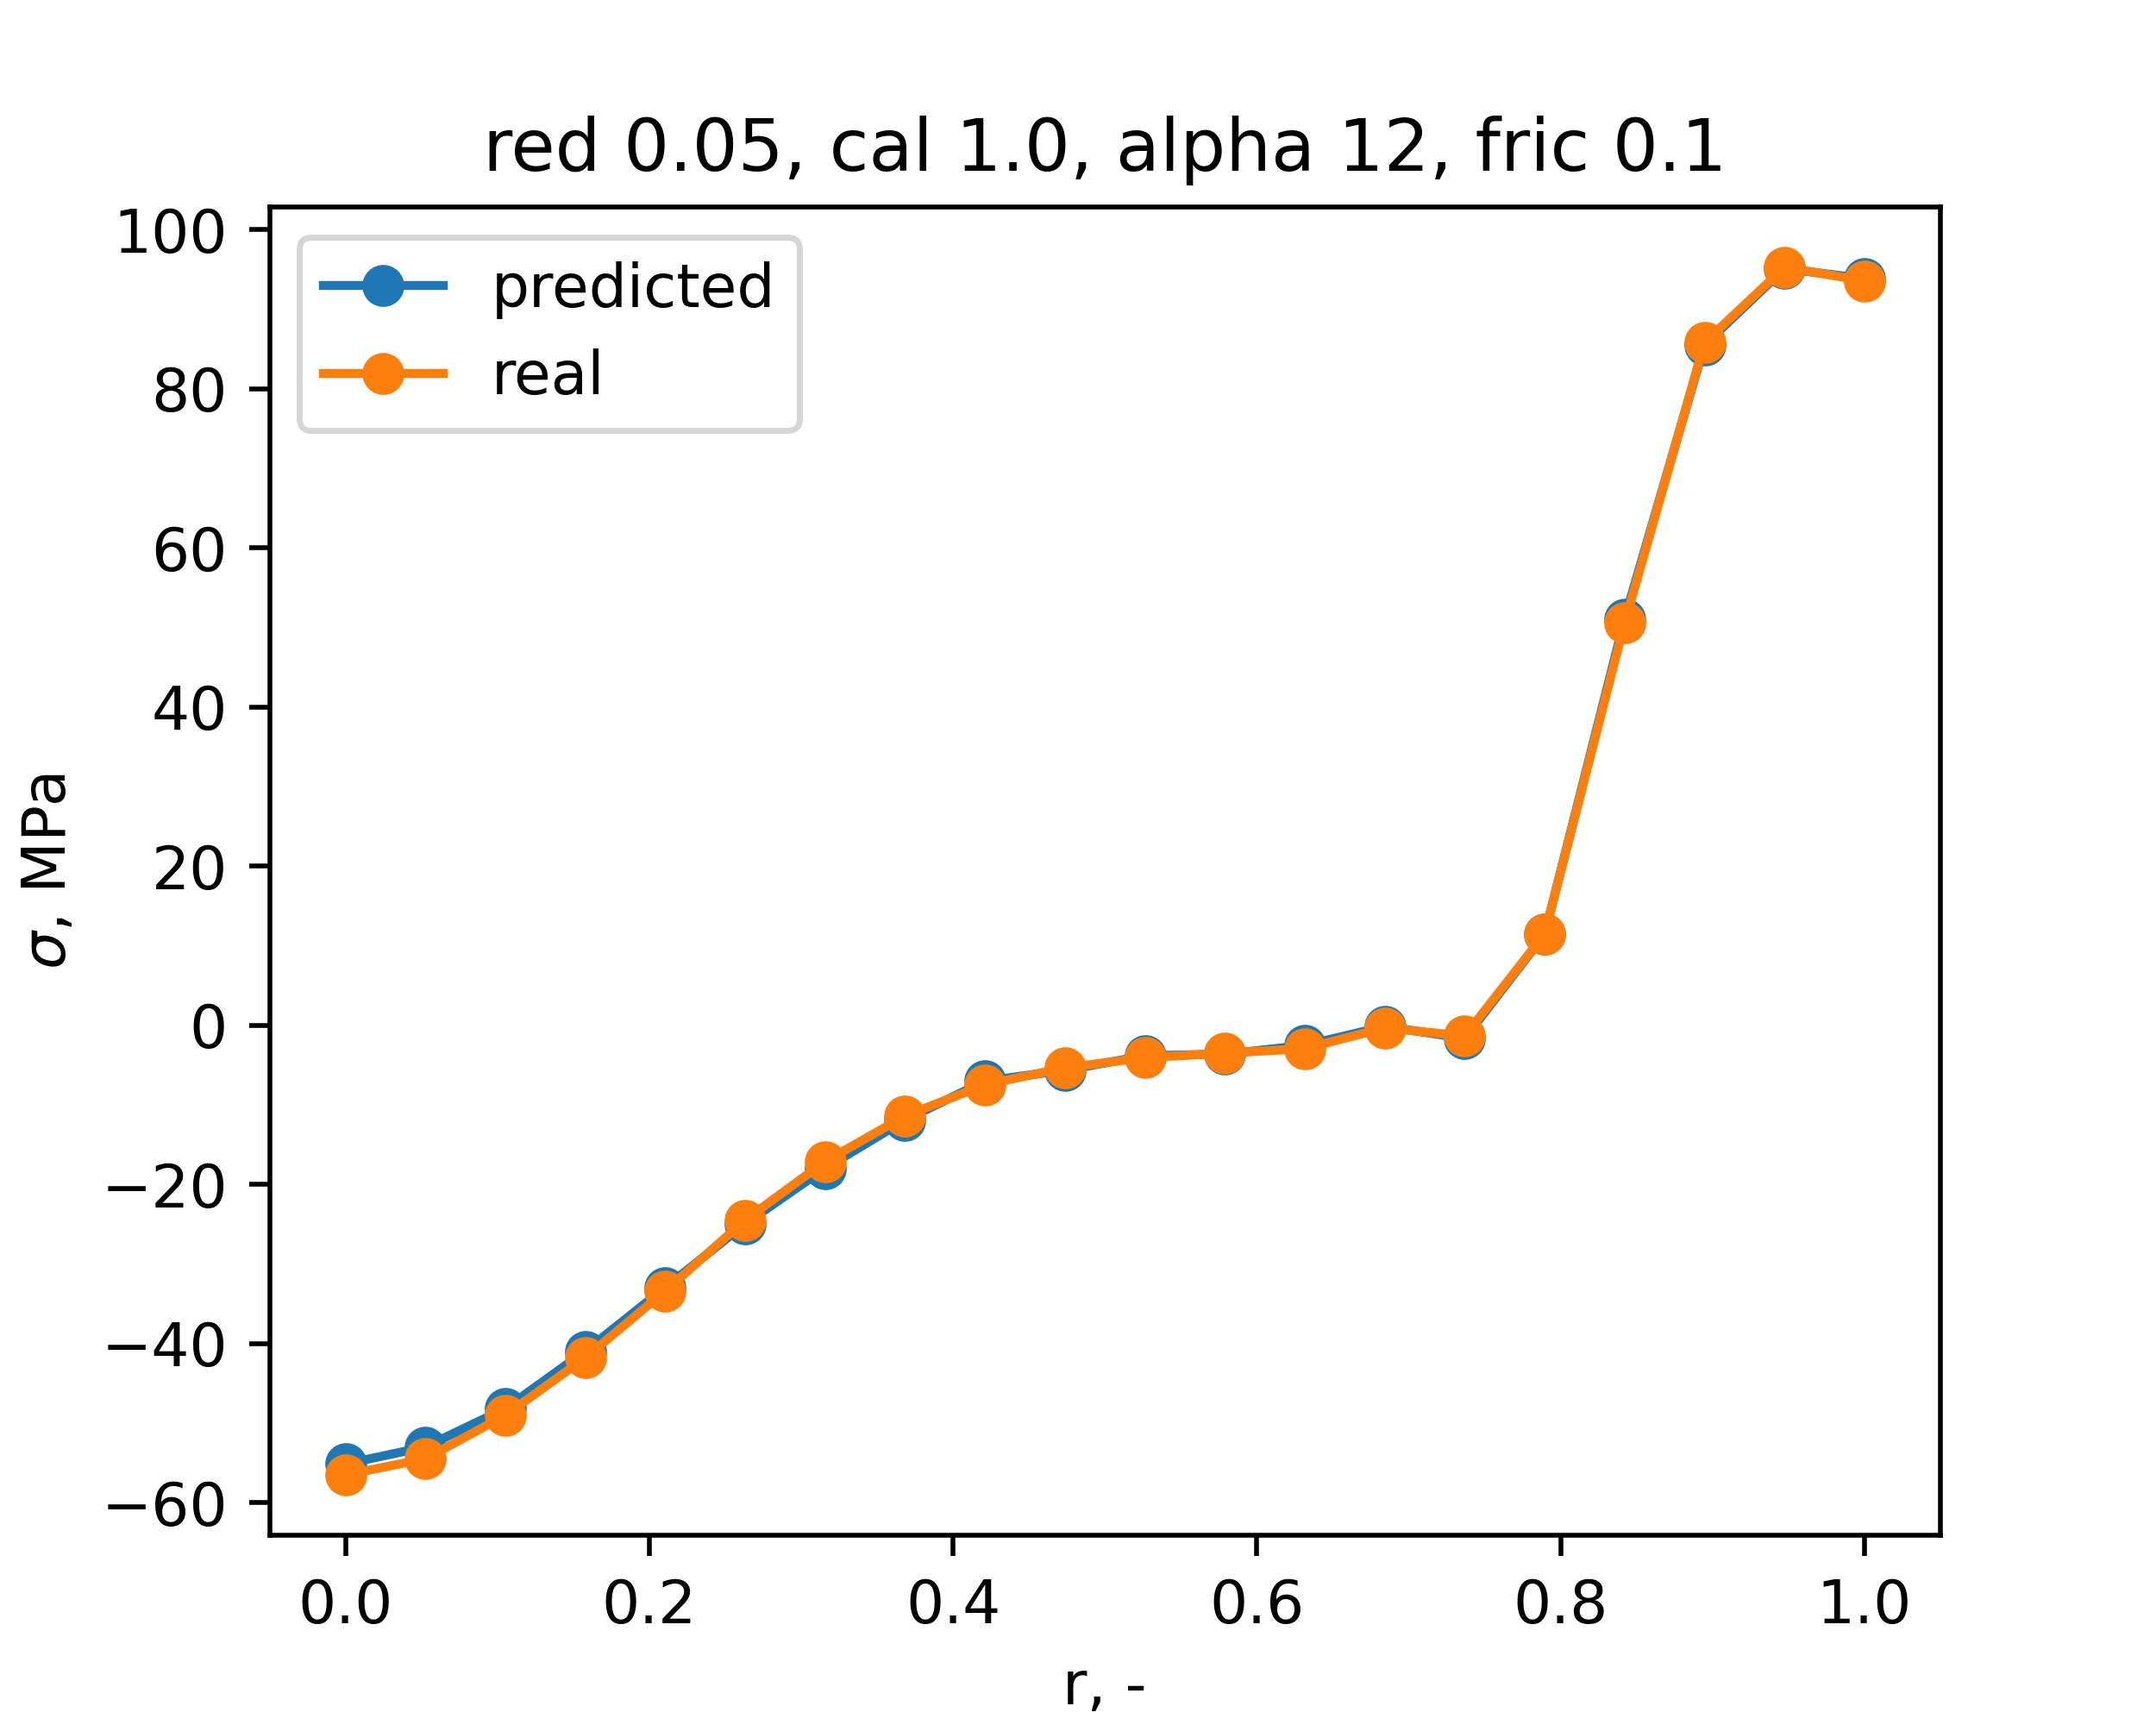 red 0.05, cal 1.0, alpha 12, fric 0.1
predicted
real
100
80
60
40
20
0
−20
−40
−60
σ, MPa
0.0 0.2 0.4 0.6 0.8 1.0
r, -